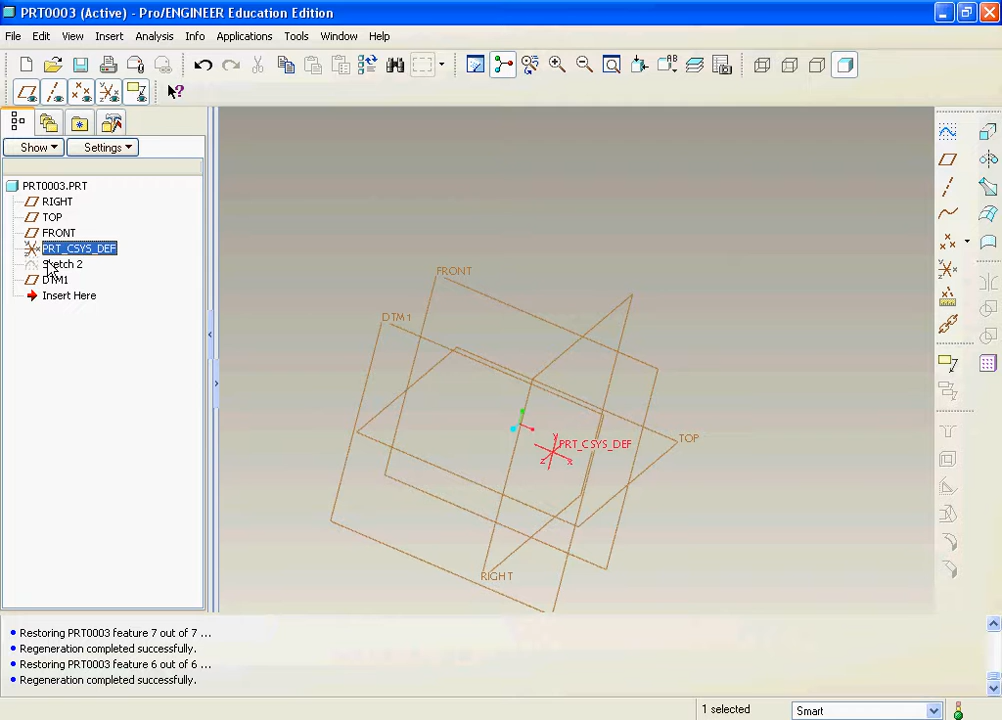 PRT0003 (Active) - Pro/ENGINEER Education Edition
File Edit View Insert Analysis Info Applications Tools Window Help
Show Settings
PRT0003.PRT
RIGHT
TOP
FRONT
PRT_CSYS_DEF
Sketch 2
DTM1
Insert Here
FRONT
DTM1
TOP
PRT_CSYS_DEF
Y
Z X
RIGHT
Restoring PRT0003 feature 7 out of 7 ...
Regeneration completed successfully.
Restoring PRT0003 feature 6 out of 6 ...
Regeneration completed successfully.
1 selected Smart